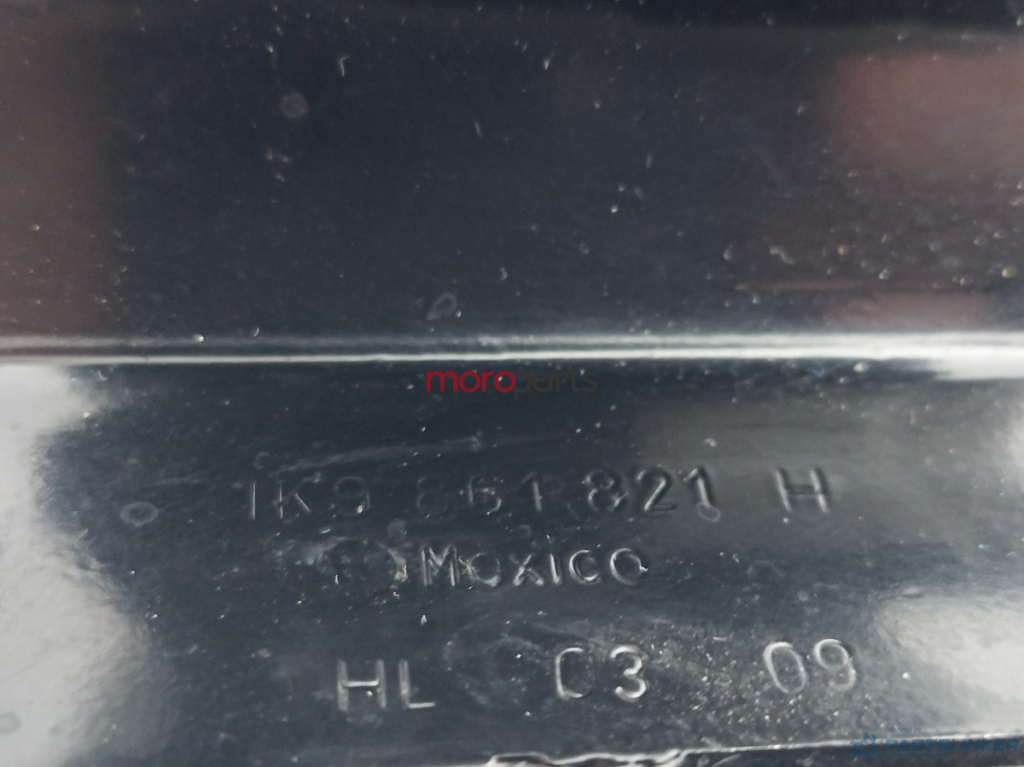 moroparts
1K9 861 821 H
Mexico
HL 03 09